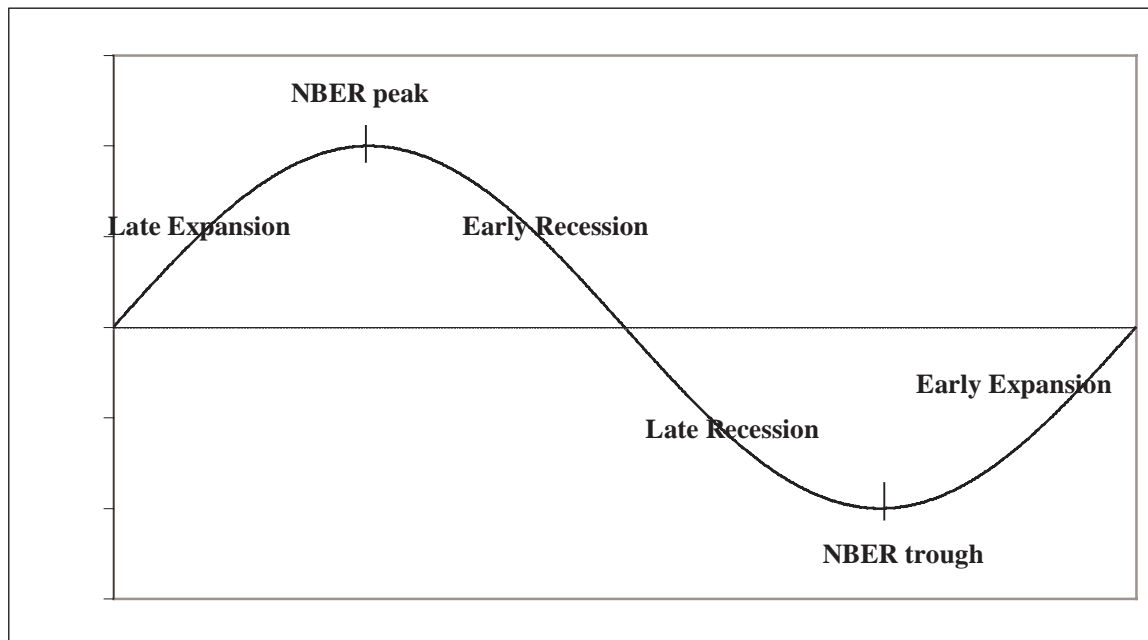 NBER peak
Late Expansion
Early Recession
Early Expansion
Late Recession
NBER trough